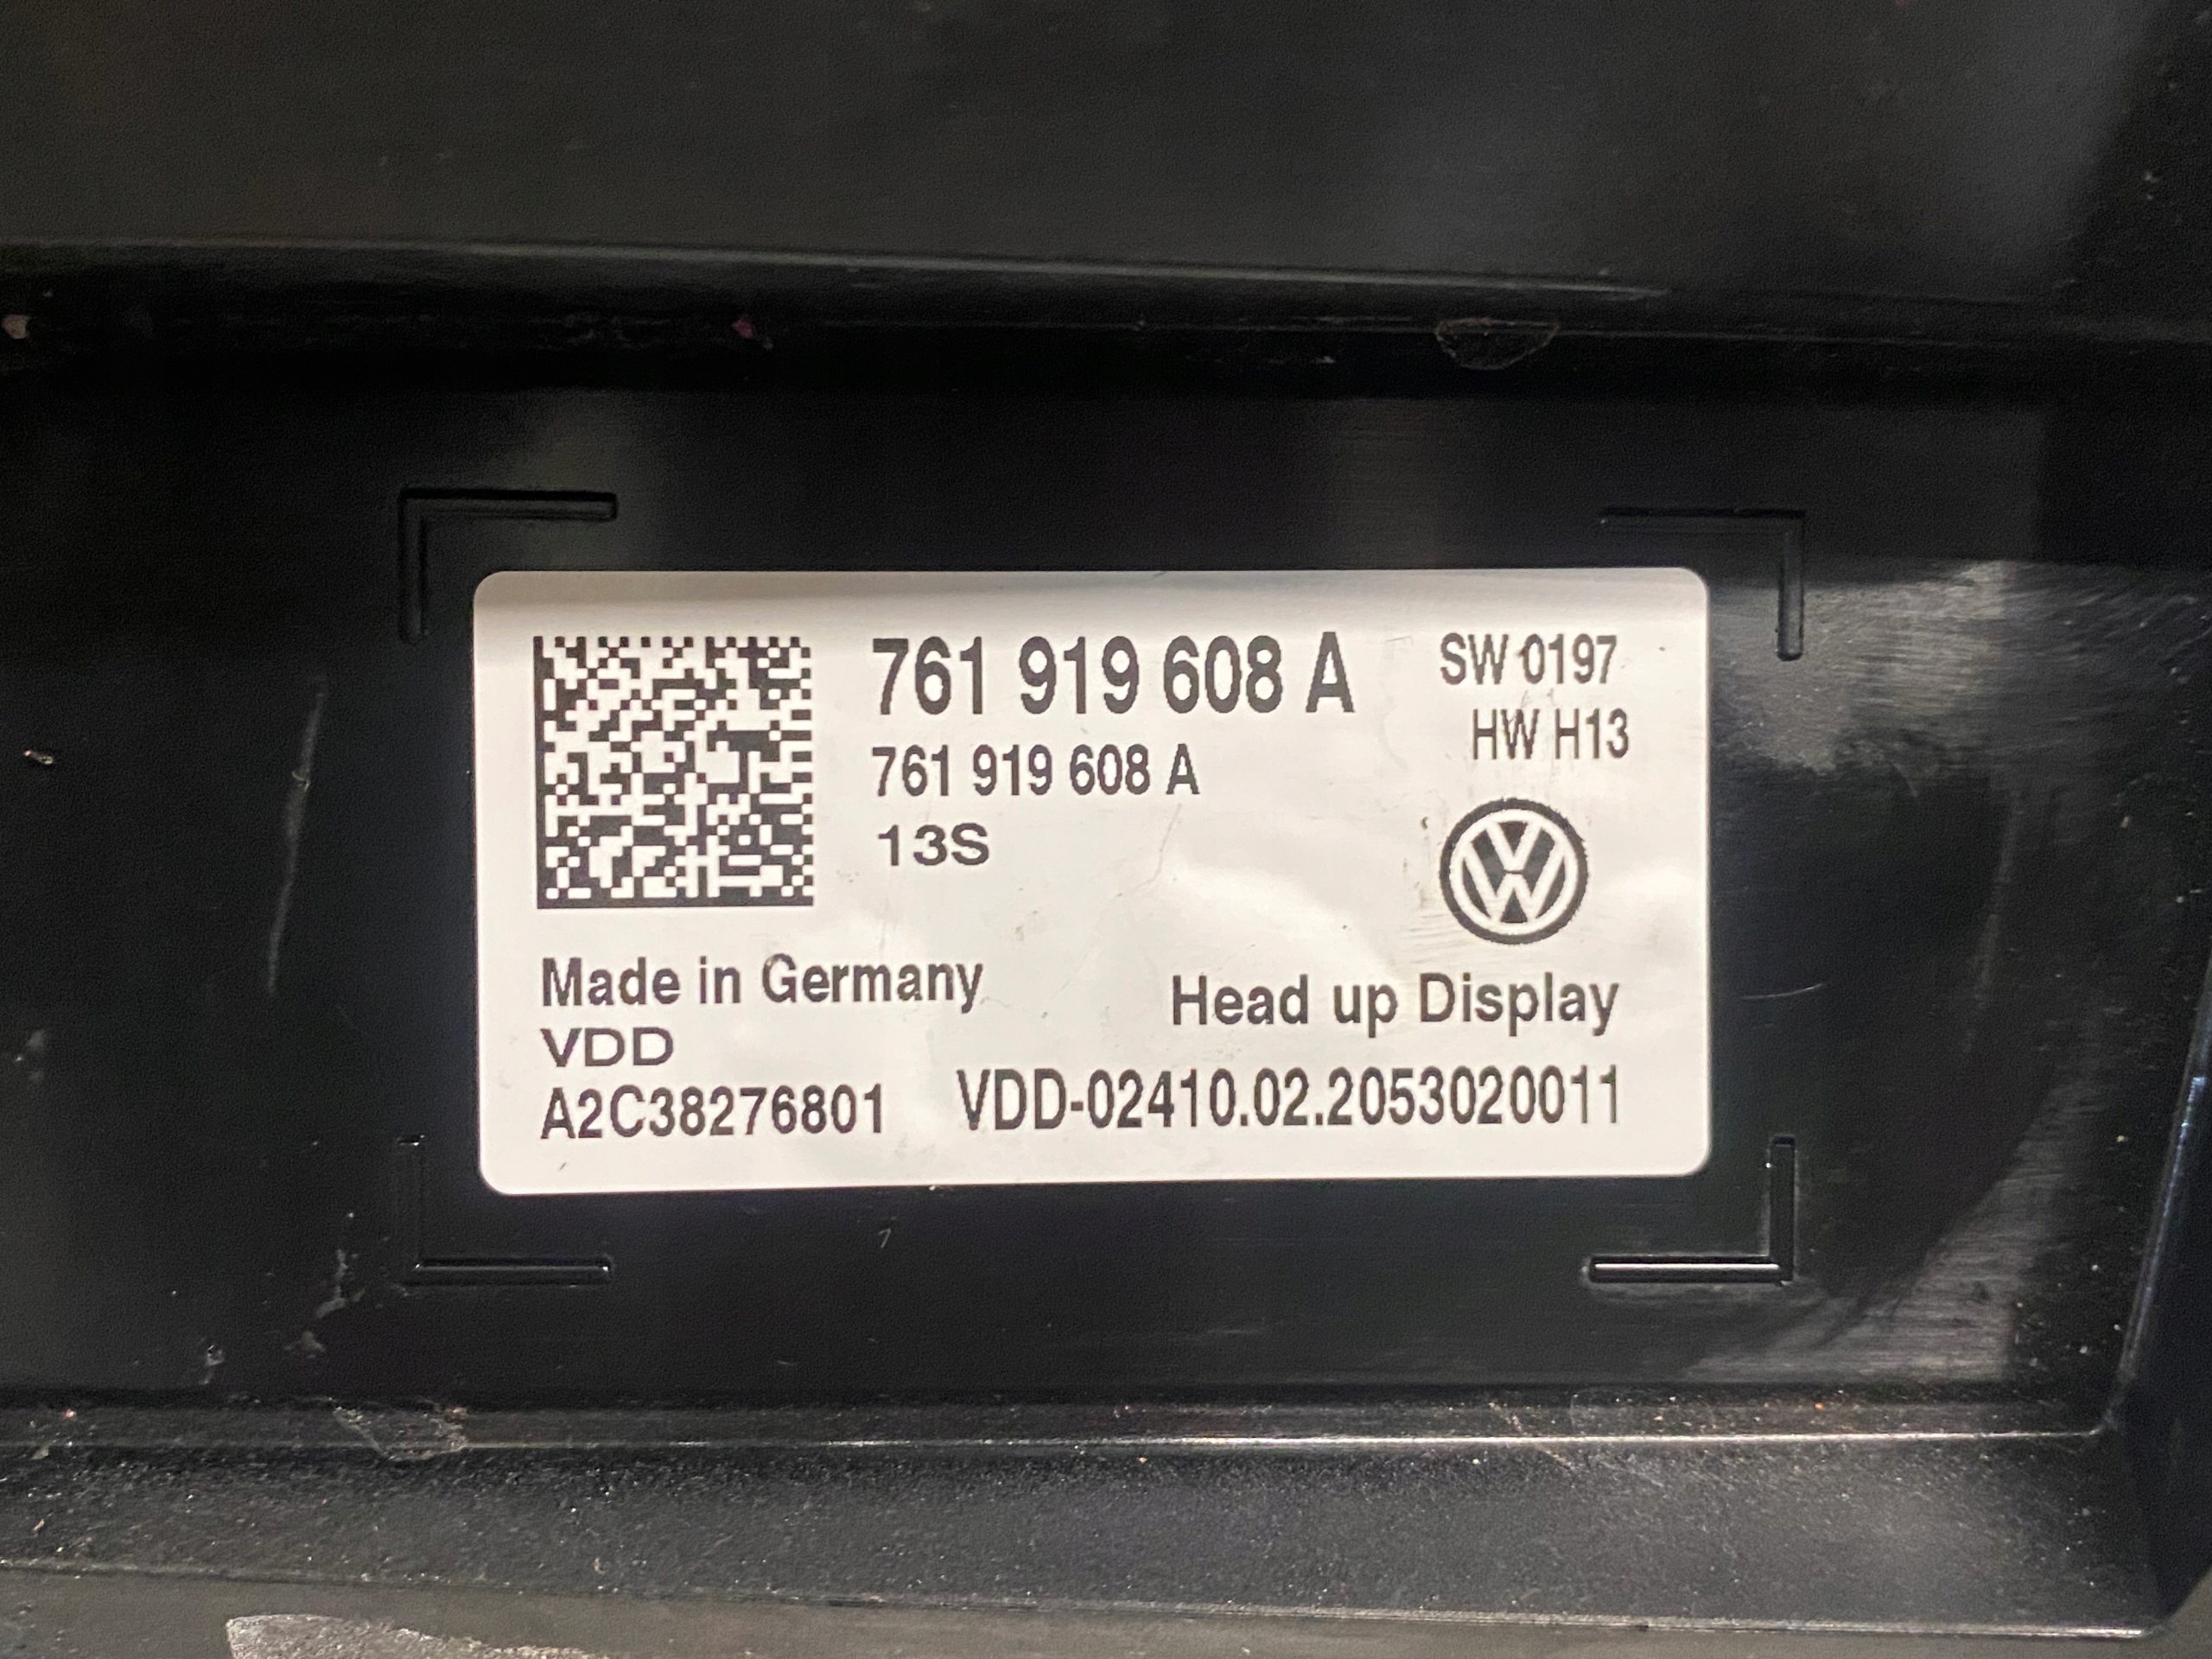 761 919 608 A
SW 0197
HW H13
761 919 608 A
13S
Made in Germany
Head up Display
VDD
A2C38276801
VDD-02410.02.2053020011